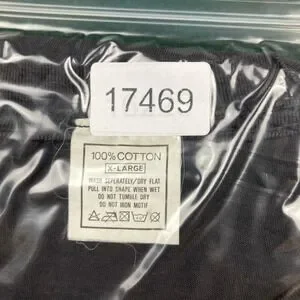 17469
100% COTTON
X-LARGE
WASH SEPERATELY/DRY FLAT
PULL INTO SHAPE WHEN WET
DO NOT TUMBLE DRY
DO NOT IRON MOTIF